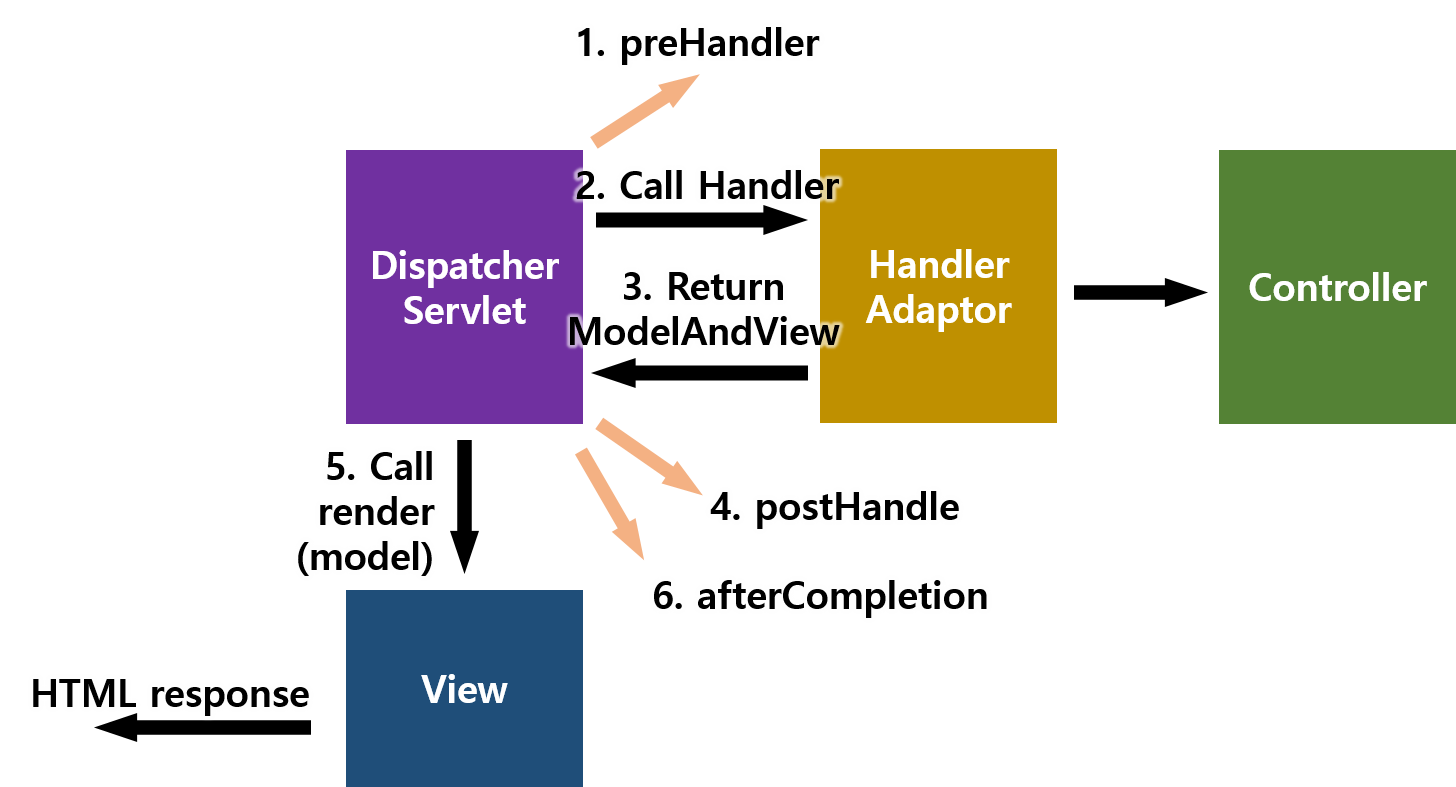 1. preHandler
2. Call Handler
Dispatcher
Servlet
3. Return
ModelAndView
Handler
Adaptor
Controller
5. Call
render
(model)
4. postHandle
6. afterCompletion
View
HTML response